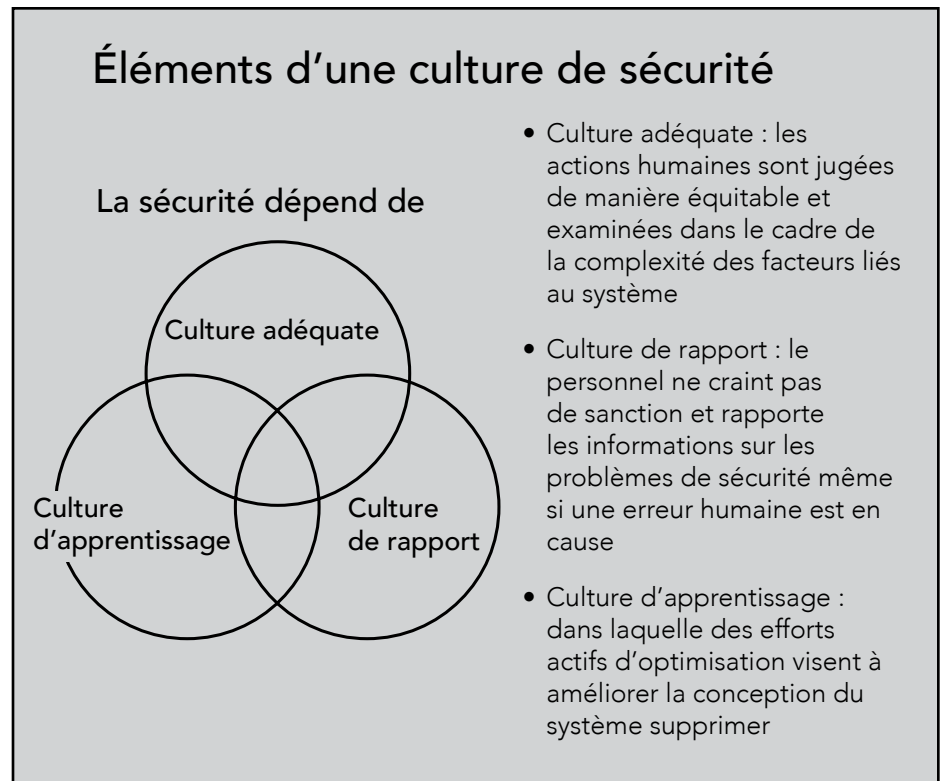 Éléments d’une culture de sécurité
La sécurité dépend de
Culture adéquate
Culture
d’apprentissage
Culture
de rapport
• Culture adéquate : les
actions humaines sont jugées
de manière équitable et
examinées dans le cadre de
la complexité des facteurs liés
au système
• Culture de rapport : le
personnel ne craint pas
de sanction et rapporte
les informations sur les
problèmes de sécurité même
si une erreur humaine est en
cause
• Culture d’apprentissage :
dans laquelle des efforts
actifs d’optimisation visent à
améliorer la conception du
système supprimer